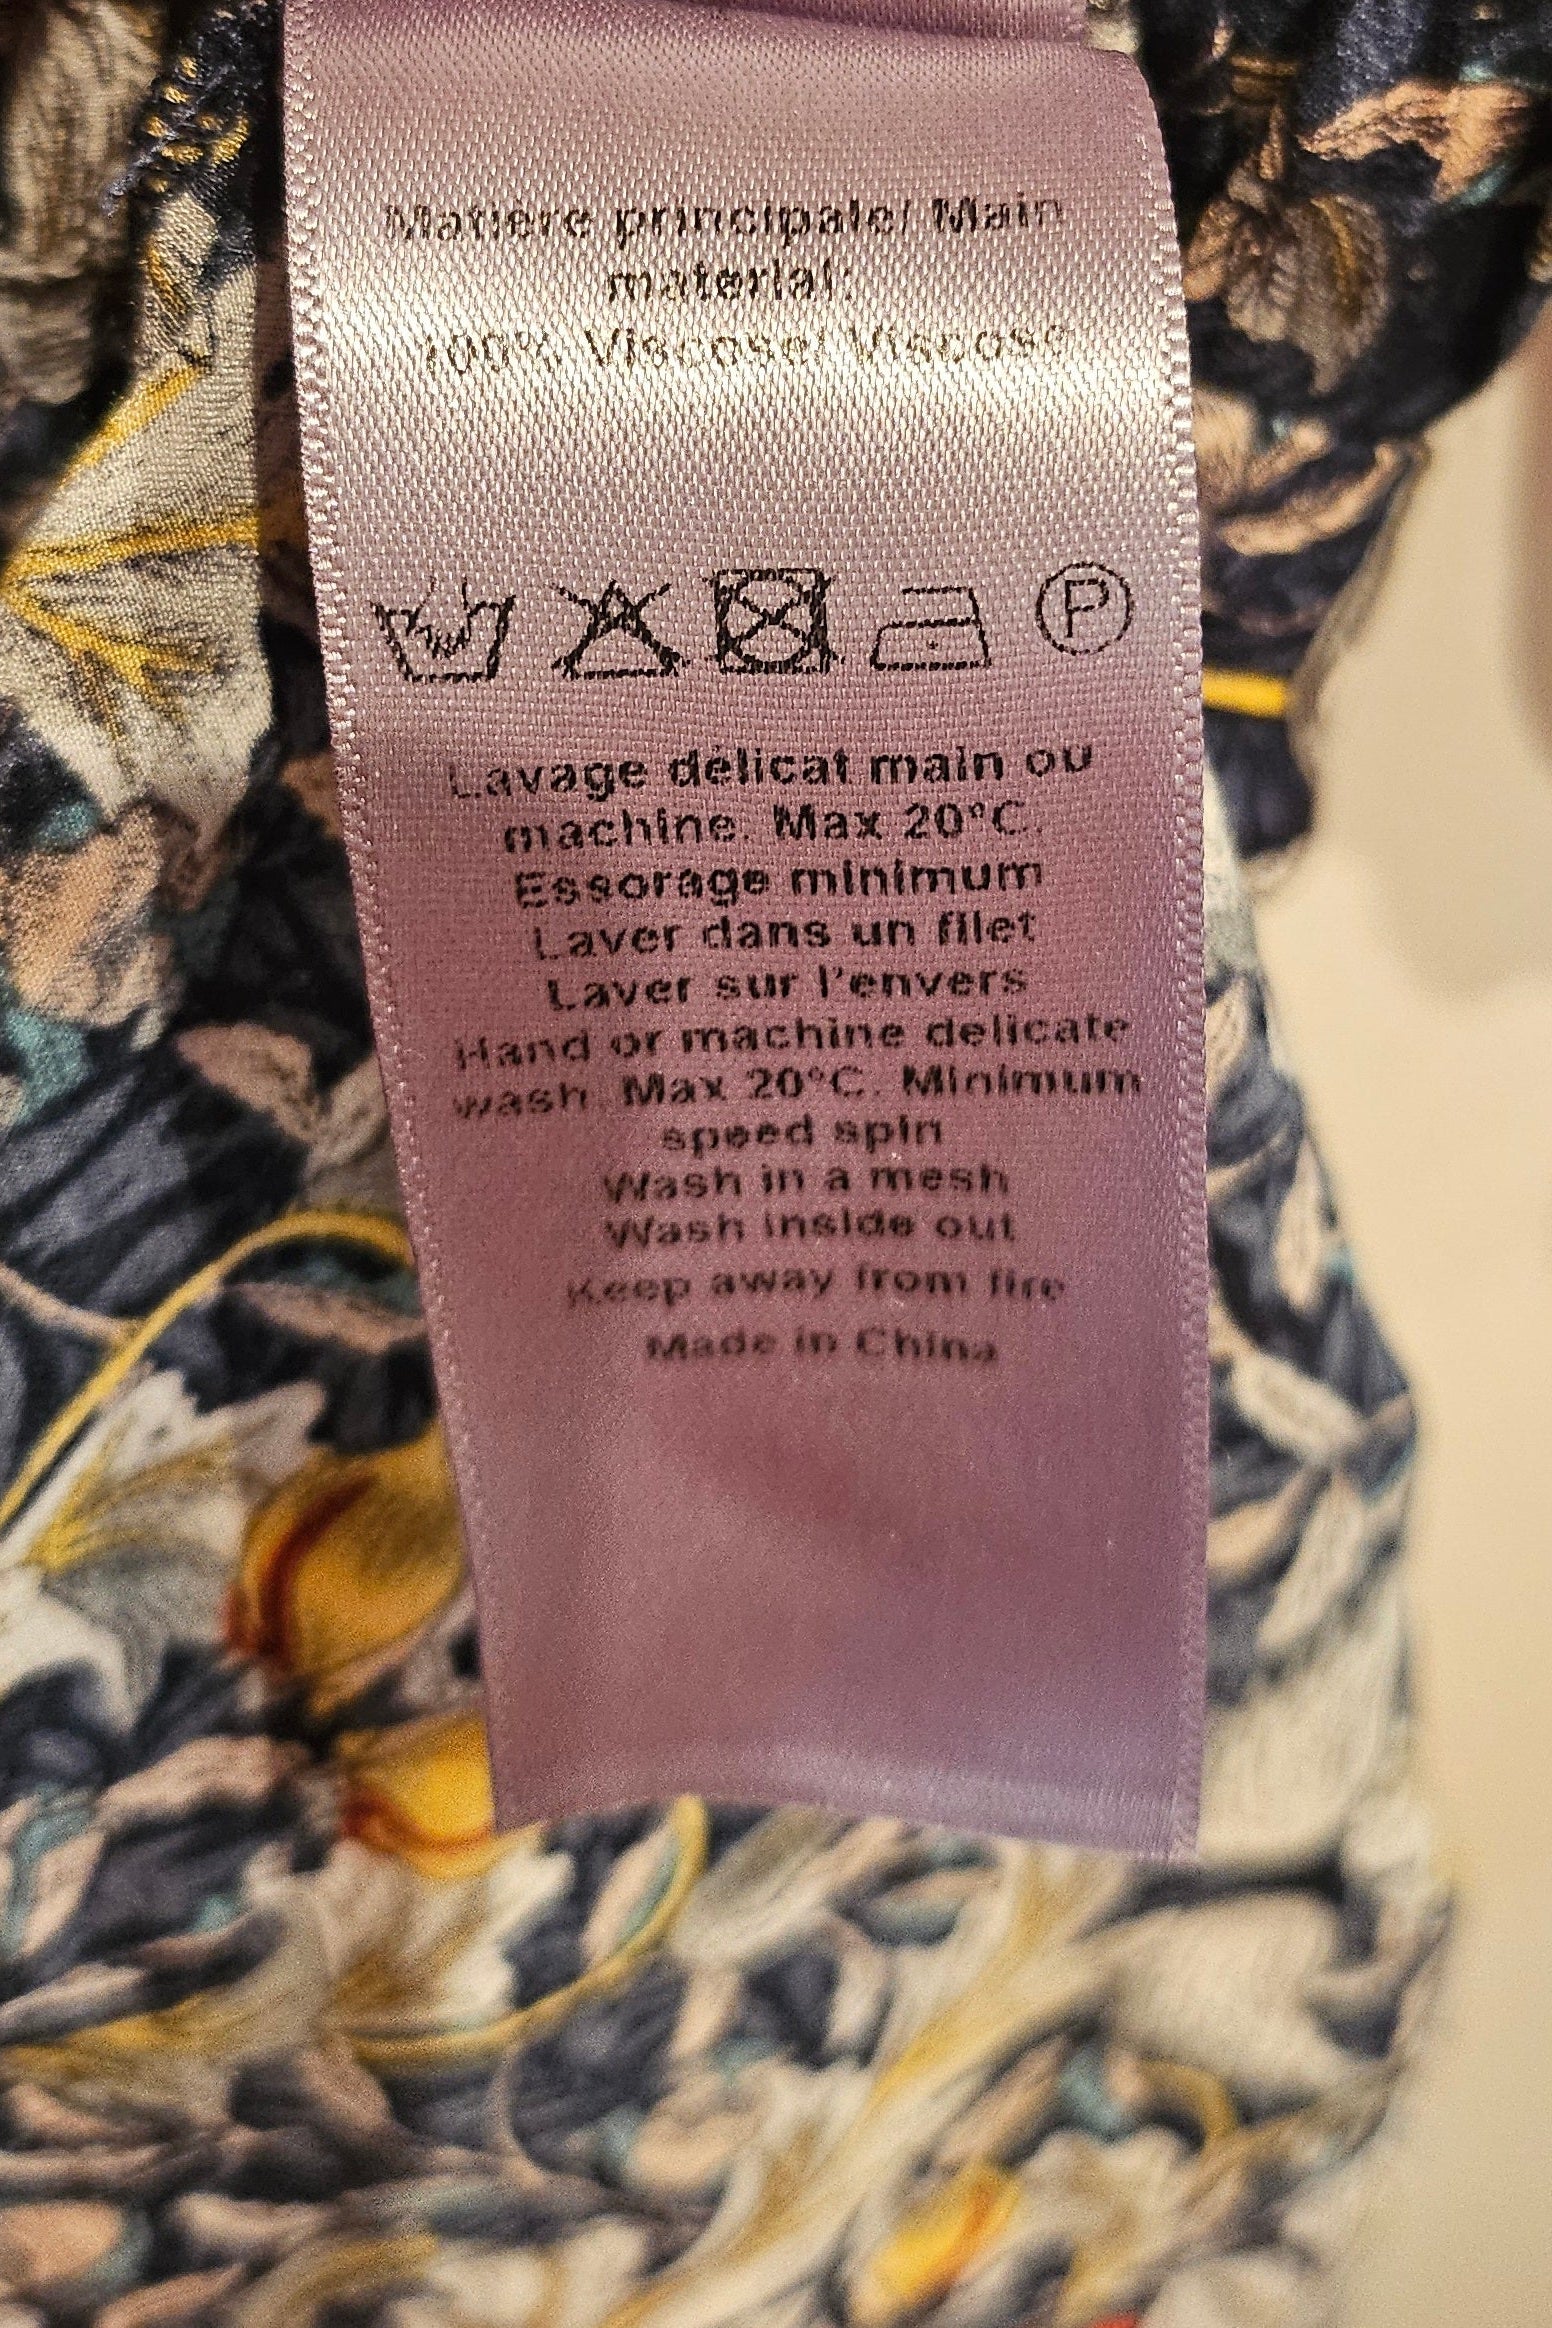 Matière principale/ Main
material:
100% Viscose/ Viscose
P
Lavage délicat main ou
machine. Max 20°C.
Essorage minimum
Laver dans un filet
Laver sur l'envers
Hand or machine delicate
wash. Max 20°C. Minimum
speed spin
Wash in a mesh
Wash inside out
Keep away from fire
Made in China